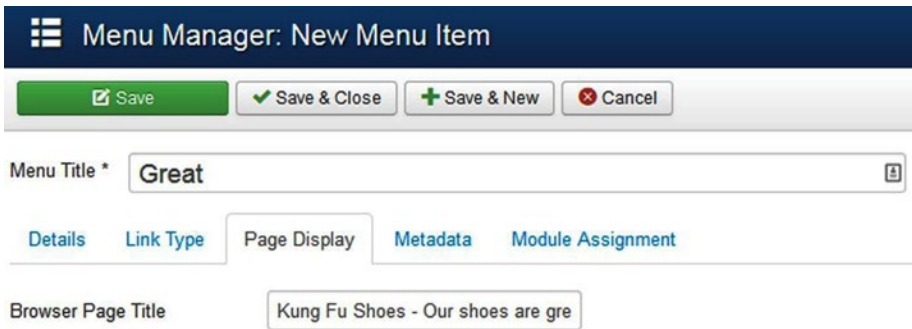 Menu Manager: New Menu Item
Save Save & Close Save & New Cancel
Menu Title * Great
Details Link Type Page Display Metadata Module Assignment
Browser Page Title Kung Fu Shoes - Our shoes are gre